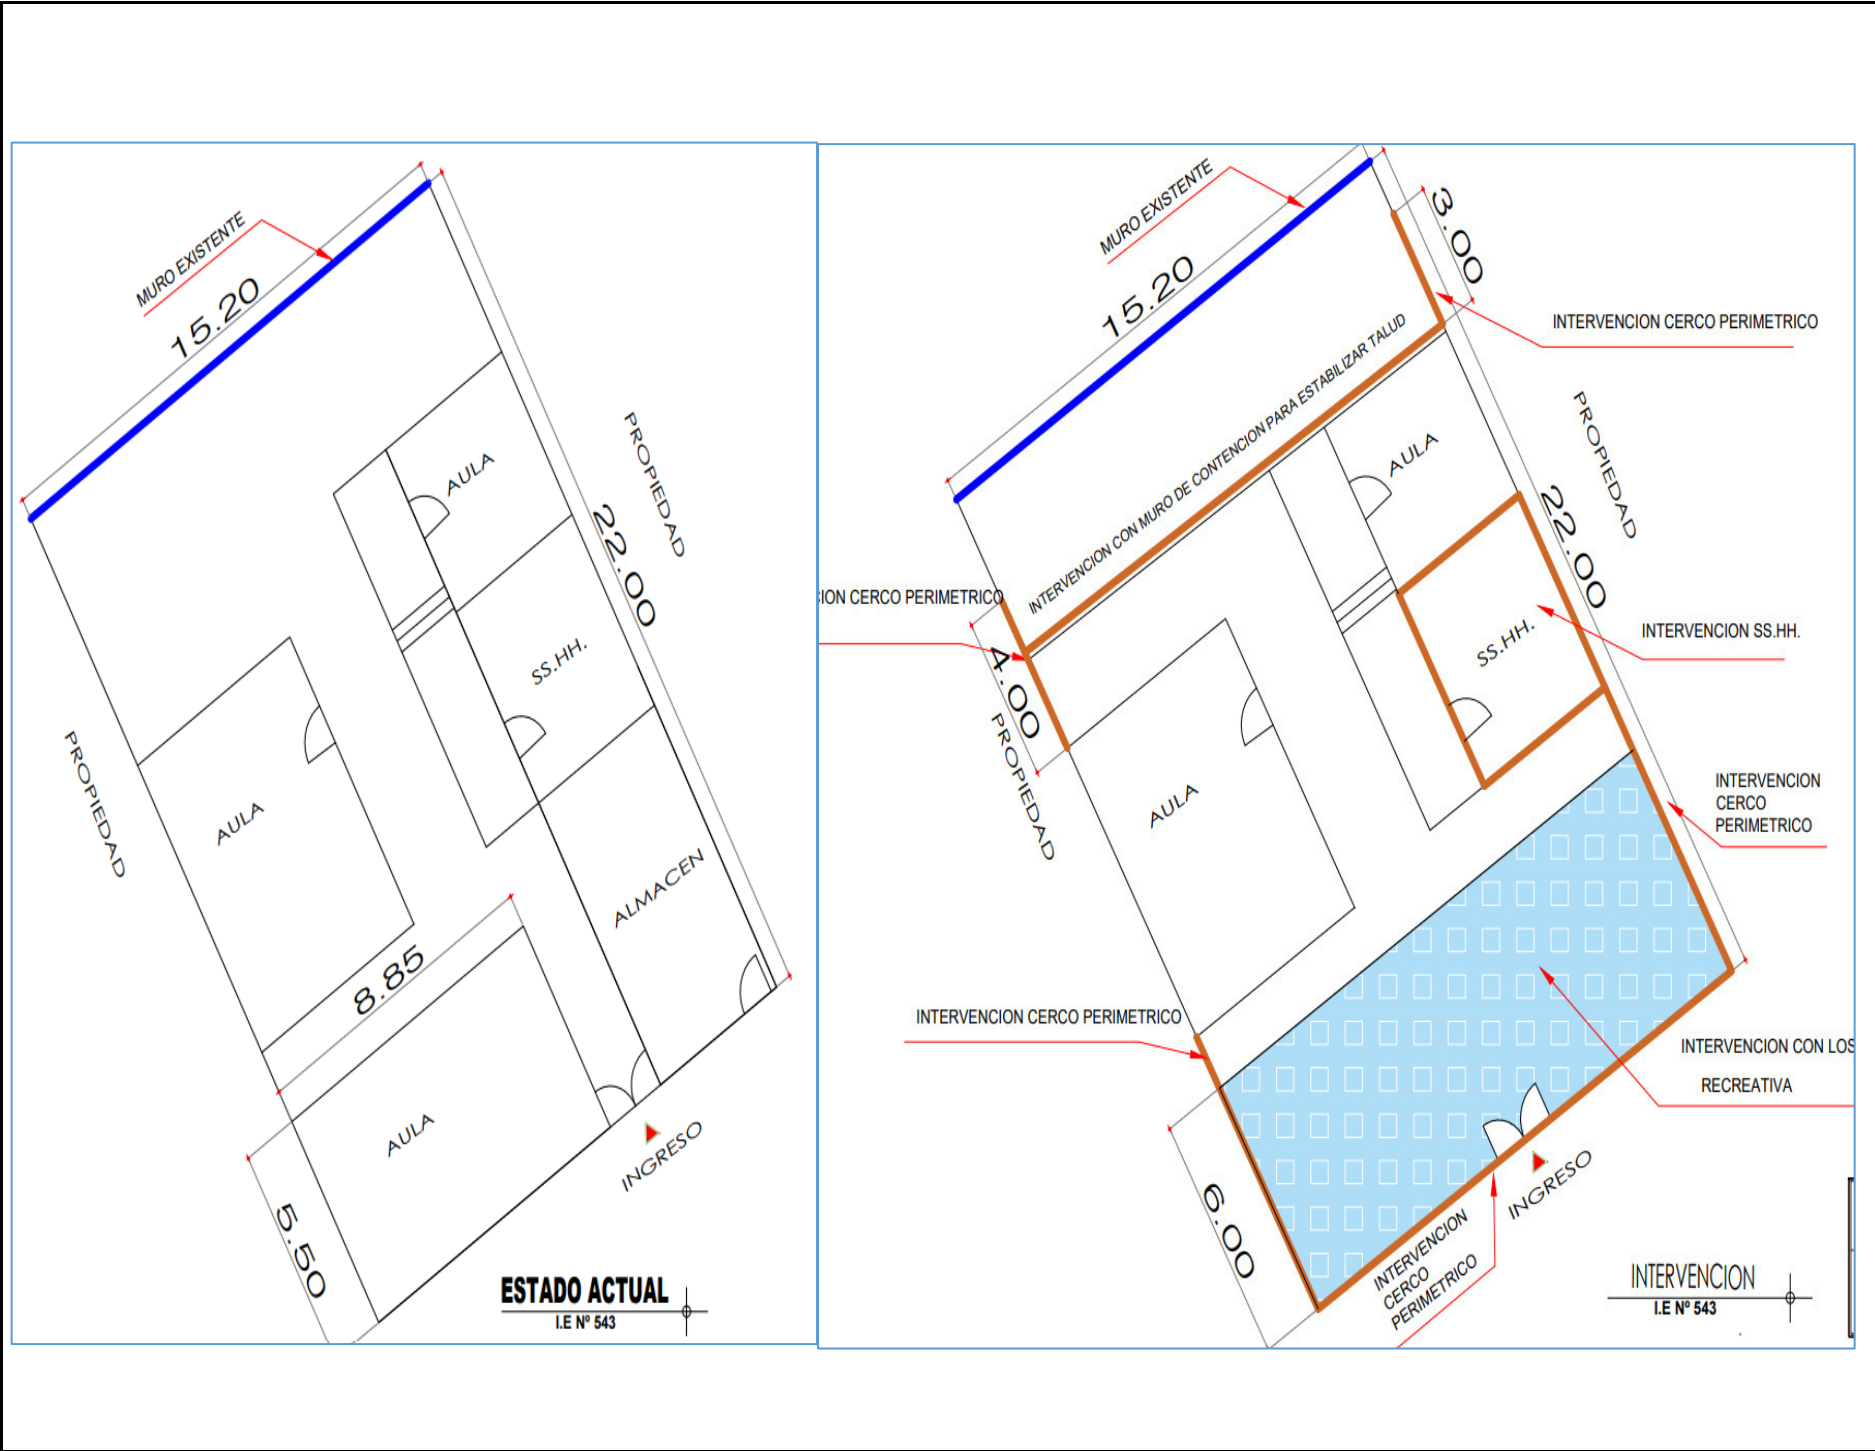 MURO EXISTENTE
15.20
AULA
PROPIEDAD
22.00
SS.HH.
PROPIEDAD
AULA
ALMACEN
8.85
AULA
INGRESO
5.50
ESTADO ACTUAL
I.E Nº 543
MURO EXISTENTE
3.00
15.20
INTERVENCION CERCO PERIMETRICO
INTERVENCION CON MURO DE CONTENCION PARA ESTABILIZAR TALUD
AULA
PROPIEDAD
22.00
CION CERCO PERIMETRICO
4.00
SS.HH.
INTERVENCION SS.HH.
PROPIEDAD
AULA
INTERVENCION
CERCO
PERIMETRICO
INTERVENCION CERCO PERIMETRICO
INTERVENCION CON LOS
RECREATIVA
INGRESO
6.00
INTERVENCION
CERCO
PERIMETRICO
INTERVENCION
I.E Nº 543